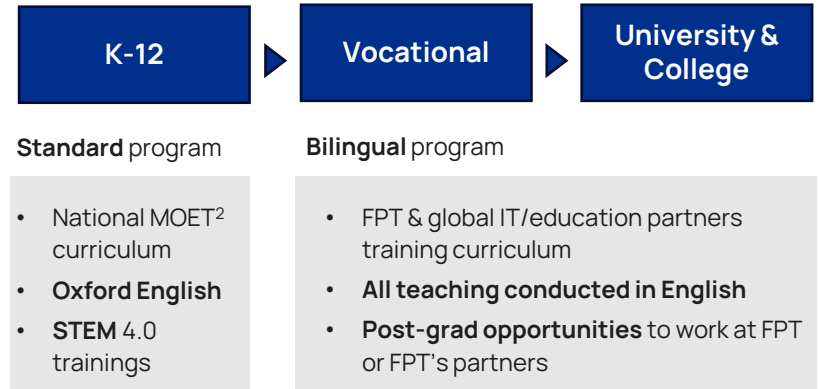 K-12
Vocational
University &
College
Standard program
Bilingual program
• National MOET²
curriculum
• Oxford English
• STEM 4.0
trainings
• FPT & global IT/education partners
training curriculum
• All teaching conducted in English
• Post-grad opportunities to work at FPT
or FPT's partners